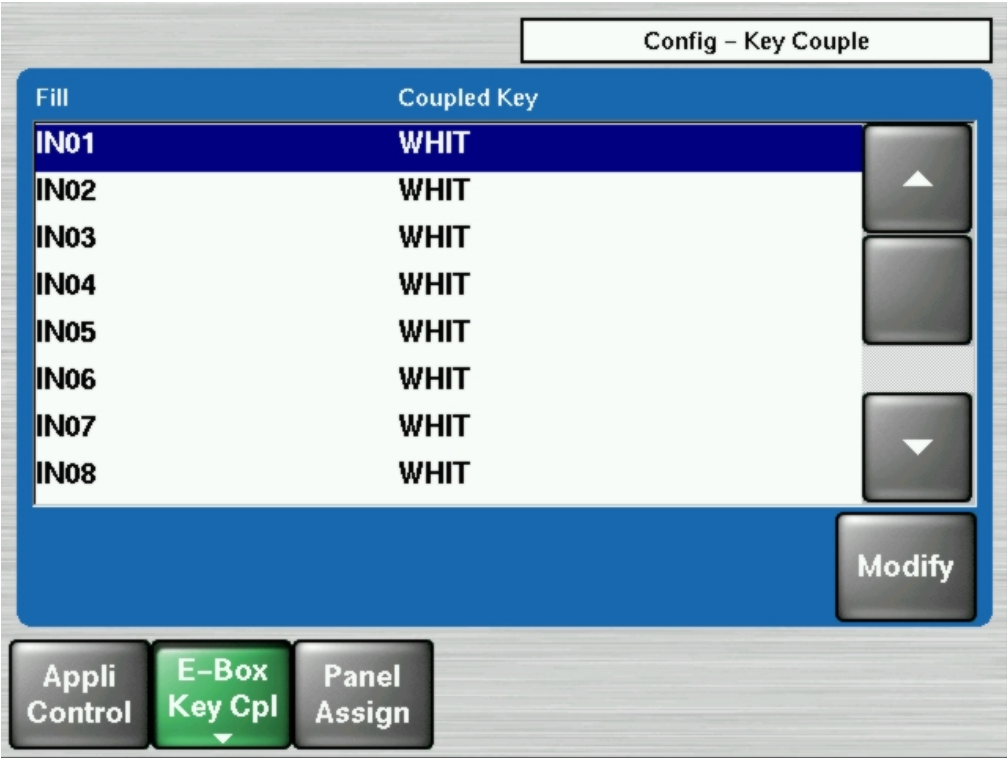 Config – Key Couple
Fill Coupled Key
IN01 WHIT
IN02 WHIT
IN03 WHIT
IN04 WHIT
IN05 WHIT
IN06 WHIT
IN07 WHIT
IN08 WHIT
Modify
Appli Control
E–Box Key Cpl
Panel Assign